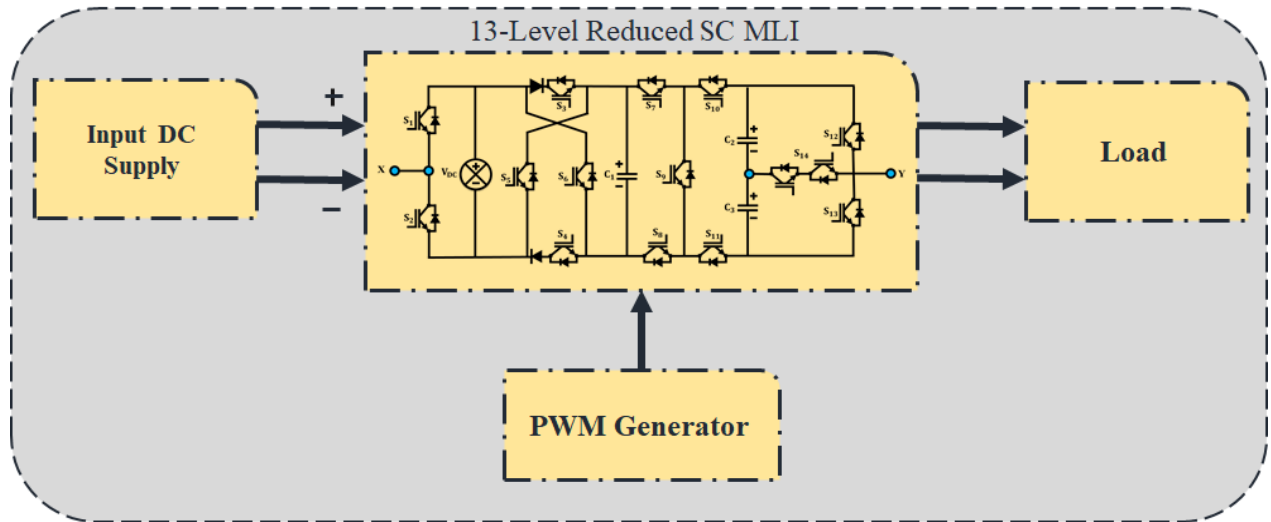 13-Level Reduced SC MLI
Input DC
Supply
+
−
S₁
S₂
X
V_DC
+
−
S₃
S₄
S₅
S₆
C₁
+
−
S₇
S₈
S₉
S₁₀
S₁₁
C₂
+
−
C₃
+
−
S₁₂
S₁₃
S₁₄
Y
Load
PWM Generator